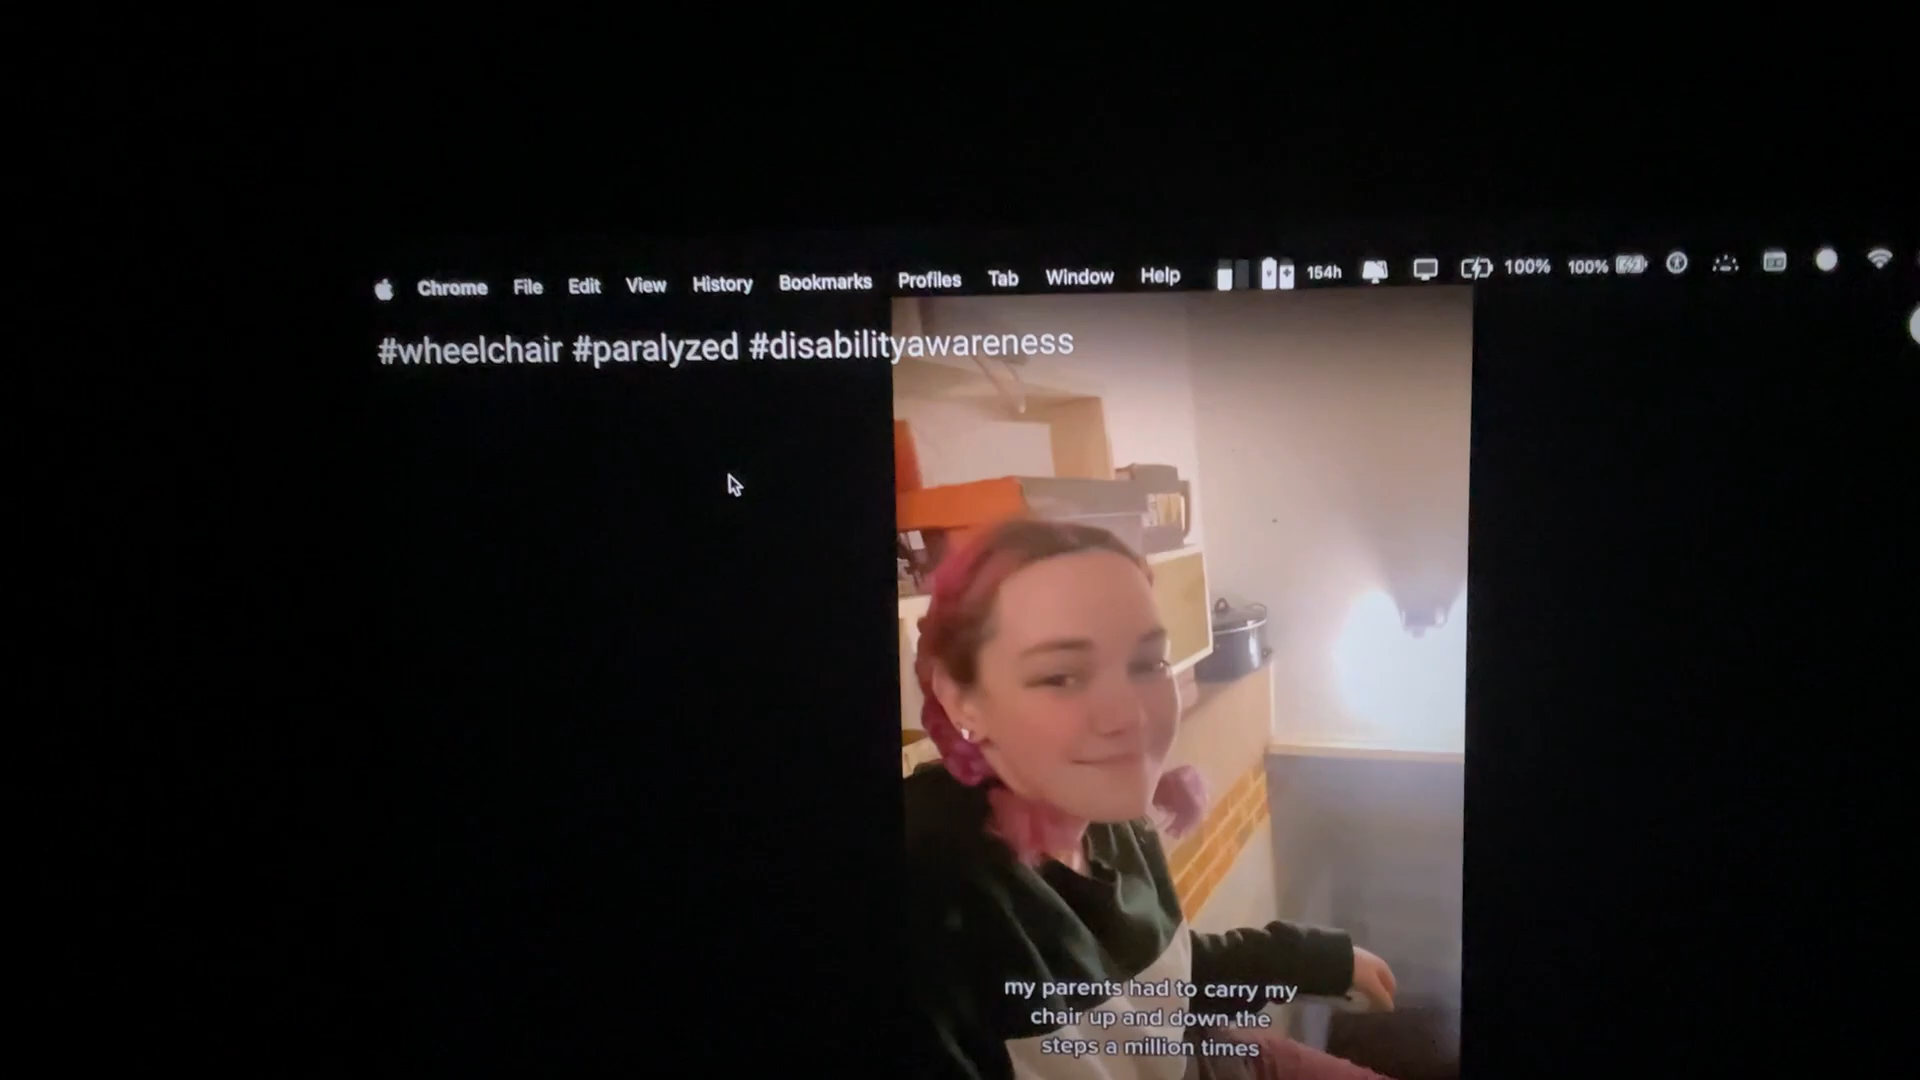 Chrome File Edit View History Bookmarks Profiles Tab Window Help 154h 100% 100%
#wheelchair #paralyzed #disabilityawareness
my parents had to carry my
chair up and down the
steps a million times